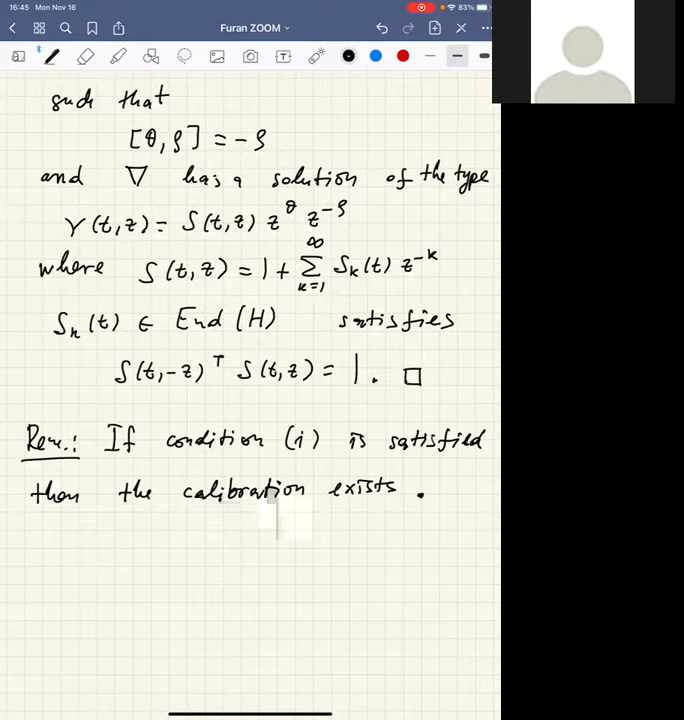 16:45 Mon Nov 16
83%
Furan ZOOM
such that
[θ, ρ] = -ρ
and ∇ has a solution of the type
Y(t,z) = S(t,z) z^θ z^{-ρ}
where S(t,z) = 1 + ∑_{k=1}^{∞} S_k(t) z^{-k}
S_k(t) ∈ End(H) satisfies
S(t,-z)^T S(t,z) = 1. □
Rem.: If condition (i) is satisfied
then the calibration exists.